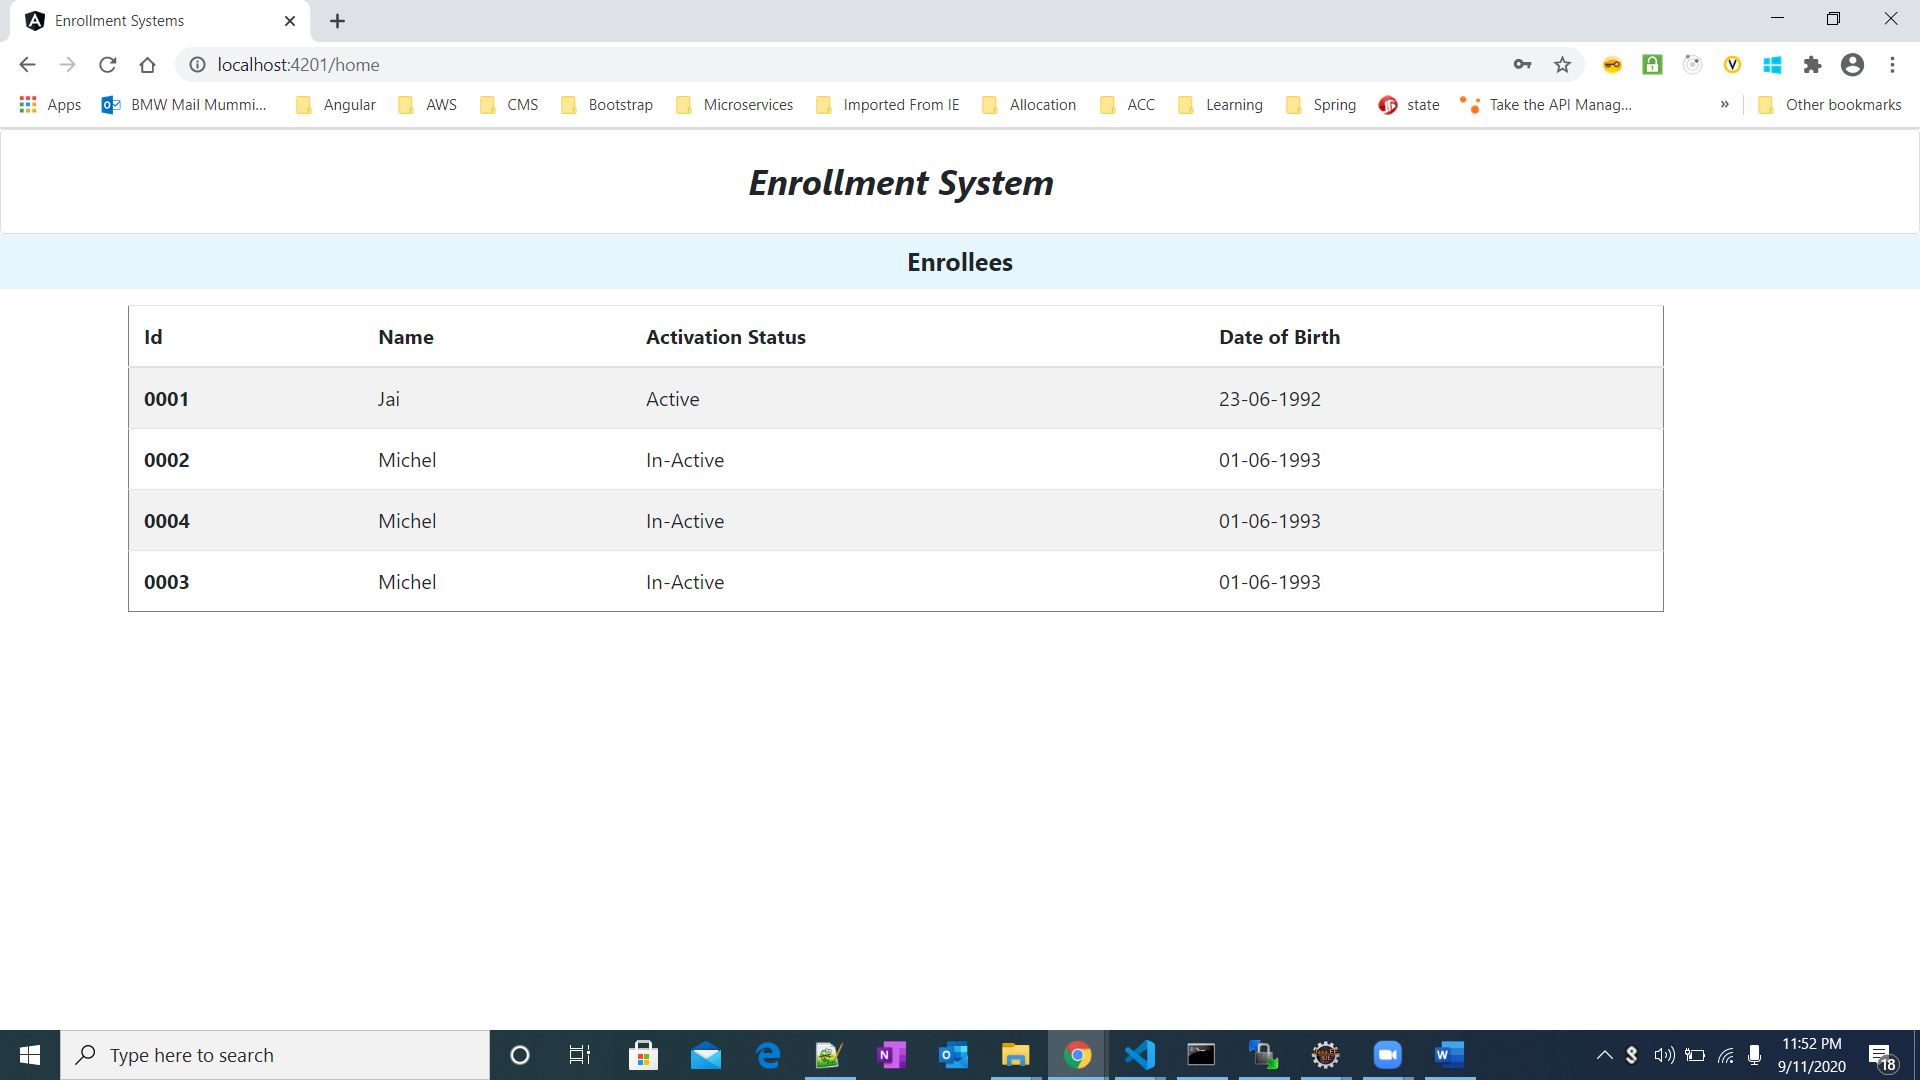 Enrollment Systems
localhost:4201/home
Apps BMW Mail Mummi... Angular AWS CMS Bootstrap Microservices Imported From IE Allocation ACC Learning Spring state Take the API Manag... » Other bookmarks
Enrollment System
Enrollees
Id Name Activation Status Date of Birth
0001 Jai Active 23-06-1992
0002 Michel In-Active 01-06-1993
0004 Michel In-Active 01-06-1993
0003 Michel In-Active 01-06-1993
Type here to search
11:52 PM
9/11/2020
18